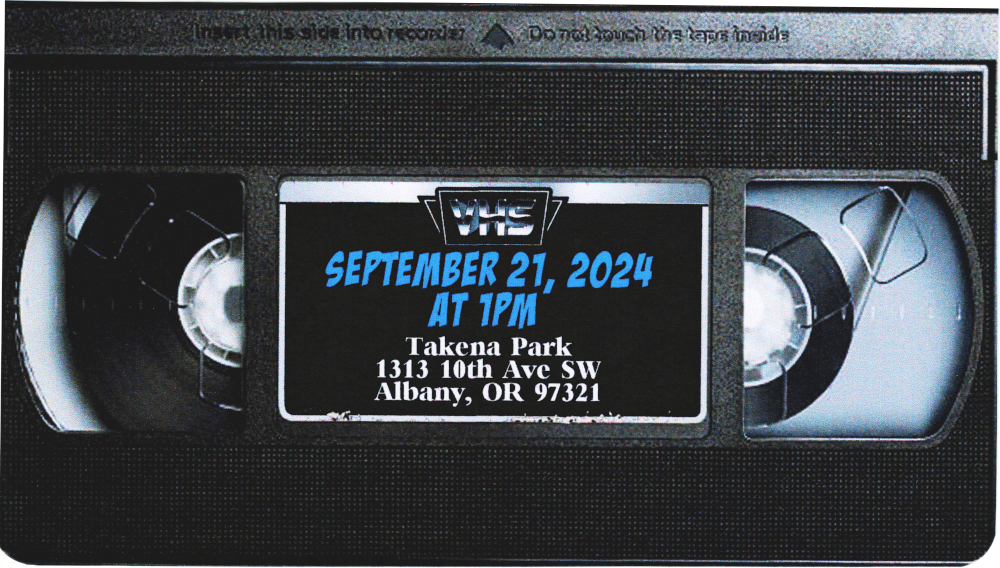 Insert this side into recorder Do not touch the tape inside
VHS
SEPTEMBER 21, 2024
AT 1PM
Takena Park
1313 10th Ave SW
Albany, OR 97321